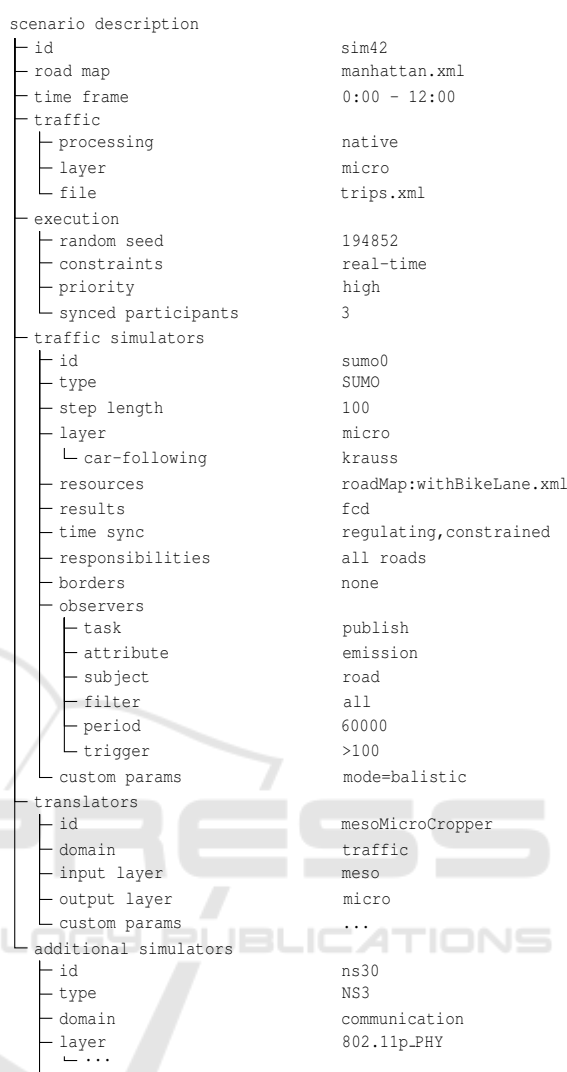 scenario description
id sim42
road map manhattan.xml
time frame 0:00 - 12:00
traffic
processing native
layer micro
file trips.xml
execution
random seed 194852
constraints real-time
priority high
synced participants 3
traffic simulators
id sumo0
type SUMO
step length 100
layer micro
car-following krauss
resources roadMap:withBikeLane.xml
results fcd
time sync regulating,constrained
responsibilities all roads
borders none
observers
task publish
attribute emission
subject road
filter all
period 60000
trigger >100
custom params mode=balistic
translators
id mesoMicroCropper
domain traffic
input layer meso
output layer micro
custom params ...
additional simulators
id ns30
type NS3
domain communication
layer 802.11p_PHY
...
PRESS
LOGY PUBLICATIONS